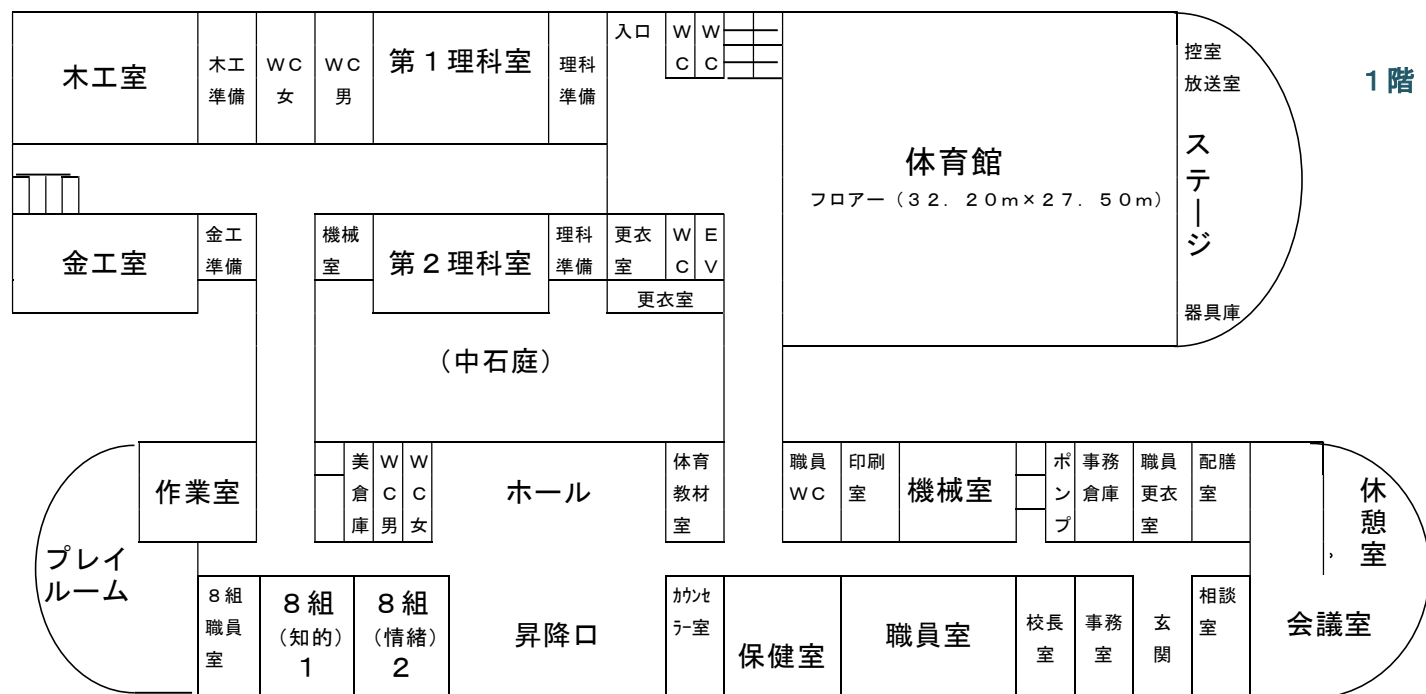 1階
木工室
木工
準備
ＷＣ
女
ＷＣ
男
第１理科室
理科
準備
入口
Ｗ
Ｃ
Ｗ
Ｃ
体育館
フロアー（３２．２０ｍ×２７．５０ｍ）
控室
放送室
ステージ
器具庫
金工室
金工
準備
機械
室
第２理科室
理科
準備
更衣
室
Ｗ
Ｃ
Ｅ
Ｖ
更衣室
（中石庭）
プレイ
ルーム
作業室
美倉庫
ＷＣ男
ＷＣ女
ホール
体育
教材
室
職員
ＷＣ
印刷
室
機械室
ポンプ
事務
倉庫
職員
更衣
室
配膳
室
休憩室
８組
職員
室
８組
（知的）
１
８組
（情緒）
２
昇降口
ｶｳﾝｾ
ﾗｰ室
保健室
職員室
校長
室
事務
室
玄
関
相談
室
会議室